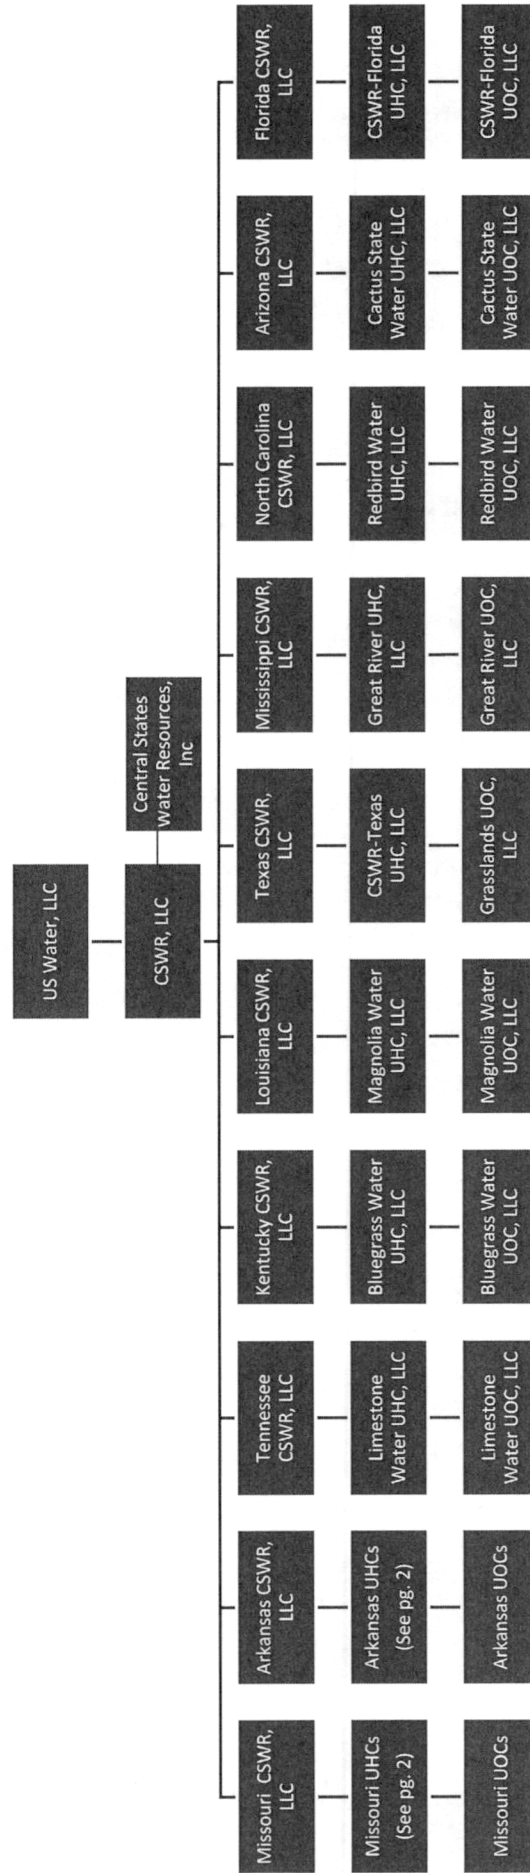 US Water, LLC
CSWR, LLC
Central States
Water Resources,
Inc
Missouri CSWR,
LLC
Arkansas CSWR,
LLC
Tennessee
CSWR, LLC
Kentucky CSWR,
LLC
Louisiana CSWR,
LLC
Texas CSWR,
LLC
Mississippi CSWR,
LLC
North Carolina
CSWR, LLC
Arizona CSWR,
LLC
Florida CSWR,
LLC
Missouri UHCs
(See pg. 2)
Arkansas UHCs
(See pg. 2)
Limestone
Water UHC, LLC
Bluegrass Water
UHC, LLC
Magnolia Water
UHC, LLC
CSWR-Texas
UHC, LLC
Great River UHC,
LLC
Redbird Water
UHC, LLC
Cactus State
Water UHC, LLC
CSWR-Florida
UHC, LLC
Missouri UOCs
Arkansas UOCs
Limestone
Water UOC, LLC
Bluegrass Water
UOC, LLC
Magnolia Water
UOC, LLC
Grasslands UOC,
LLC
Great River UOC,
LLC
Redbird Water
UOC, LLC
Cactus State
Water UOC, LLC
CSWR-Florida
UOC, LLC